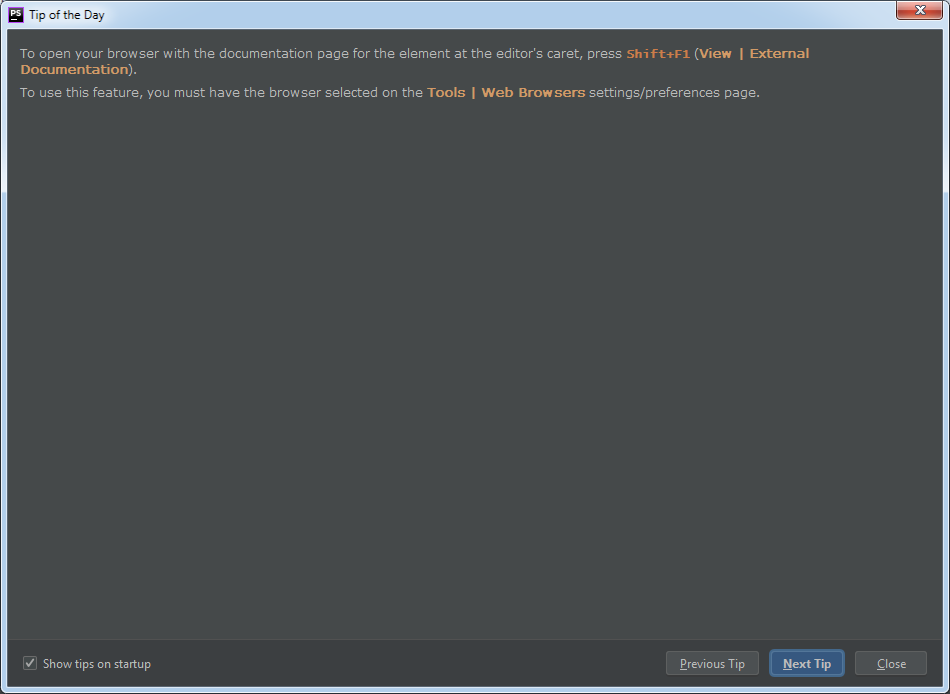 PS Tip of the Day
To open your browser with the documentation page for the element at the editor's caret, press Shift+F1 (View | External
Documentation).
To use this feature, you must have the browser selected on the Tools | Web Browsers settings/preferences page.
Show tips on startup
Previous Tip
Next Tip
Close